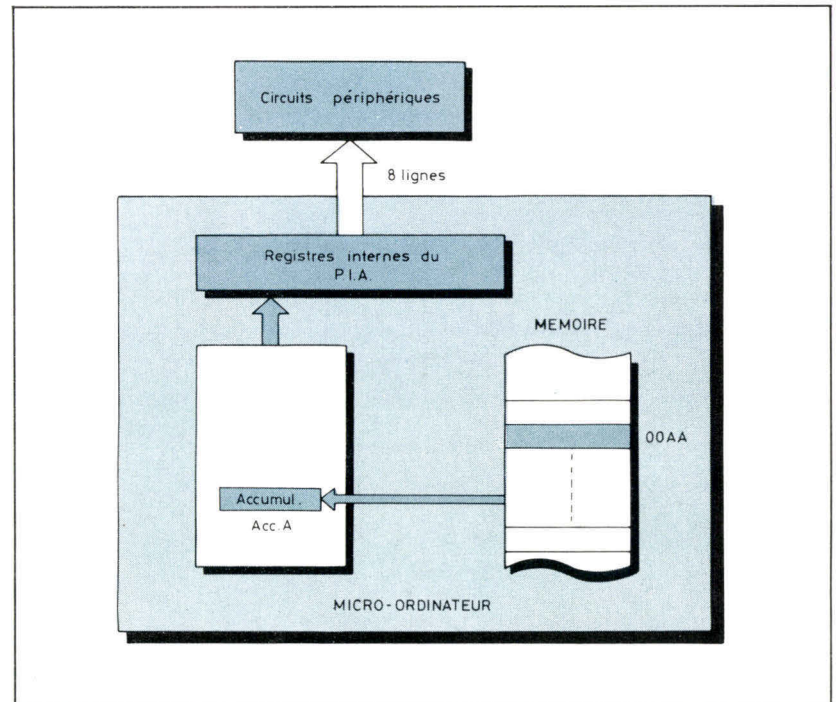 Circuits périphériques
8 lignes
Registres internes du
P.I.A.
MEMOIRE
00AA
Accumul.
Acc.A
MICRO-ORDINATEUR